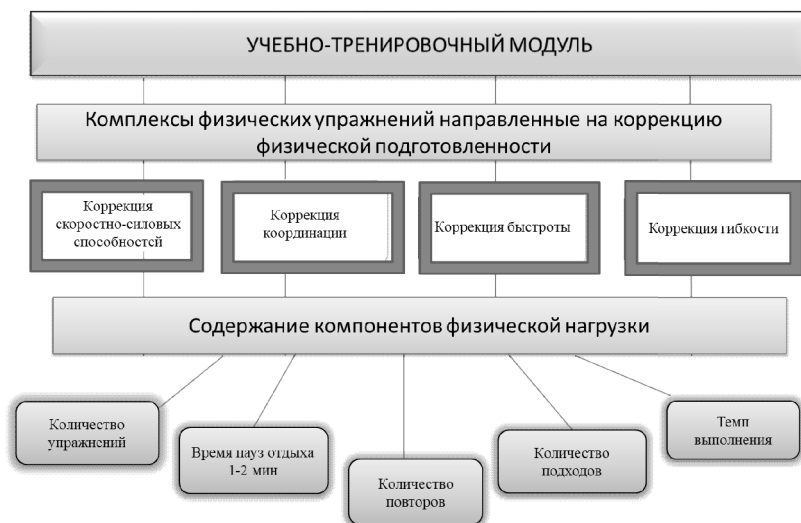 УЧЕБНО-ТРЕНИРОВОЧНЫЙ МОДУЛЬ
Комплексы физических упражнений направленные на коррекцию
физической подготовленности
Коррекция
скоростно-силовых
способностей
Коррекция
координации
Коррекция быстроты
Коррекция гибкости
Содержание компонентов физической нагрузки
Количество
упражнений
Время пауз отдыха
1-2 мин
Количество
повторов
Количество
подходов
Темп
выполнения